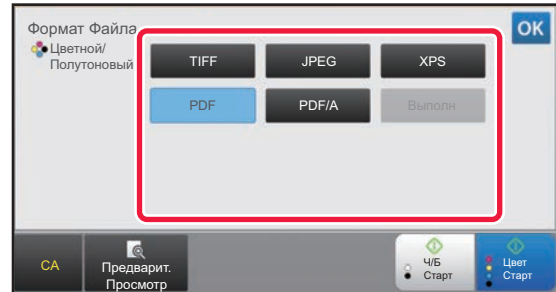 Формат Файла
OK
Цветной/
Полутоновый
TIFF
JPEG
XPS
PDF
PDF/A
Выполн
CA
Предварит.
Просмотр
Ч/Б
Старт
Цвет
Старт